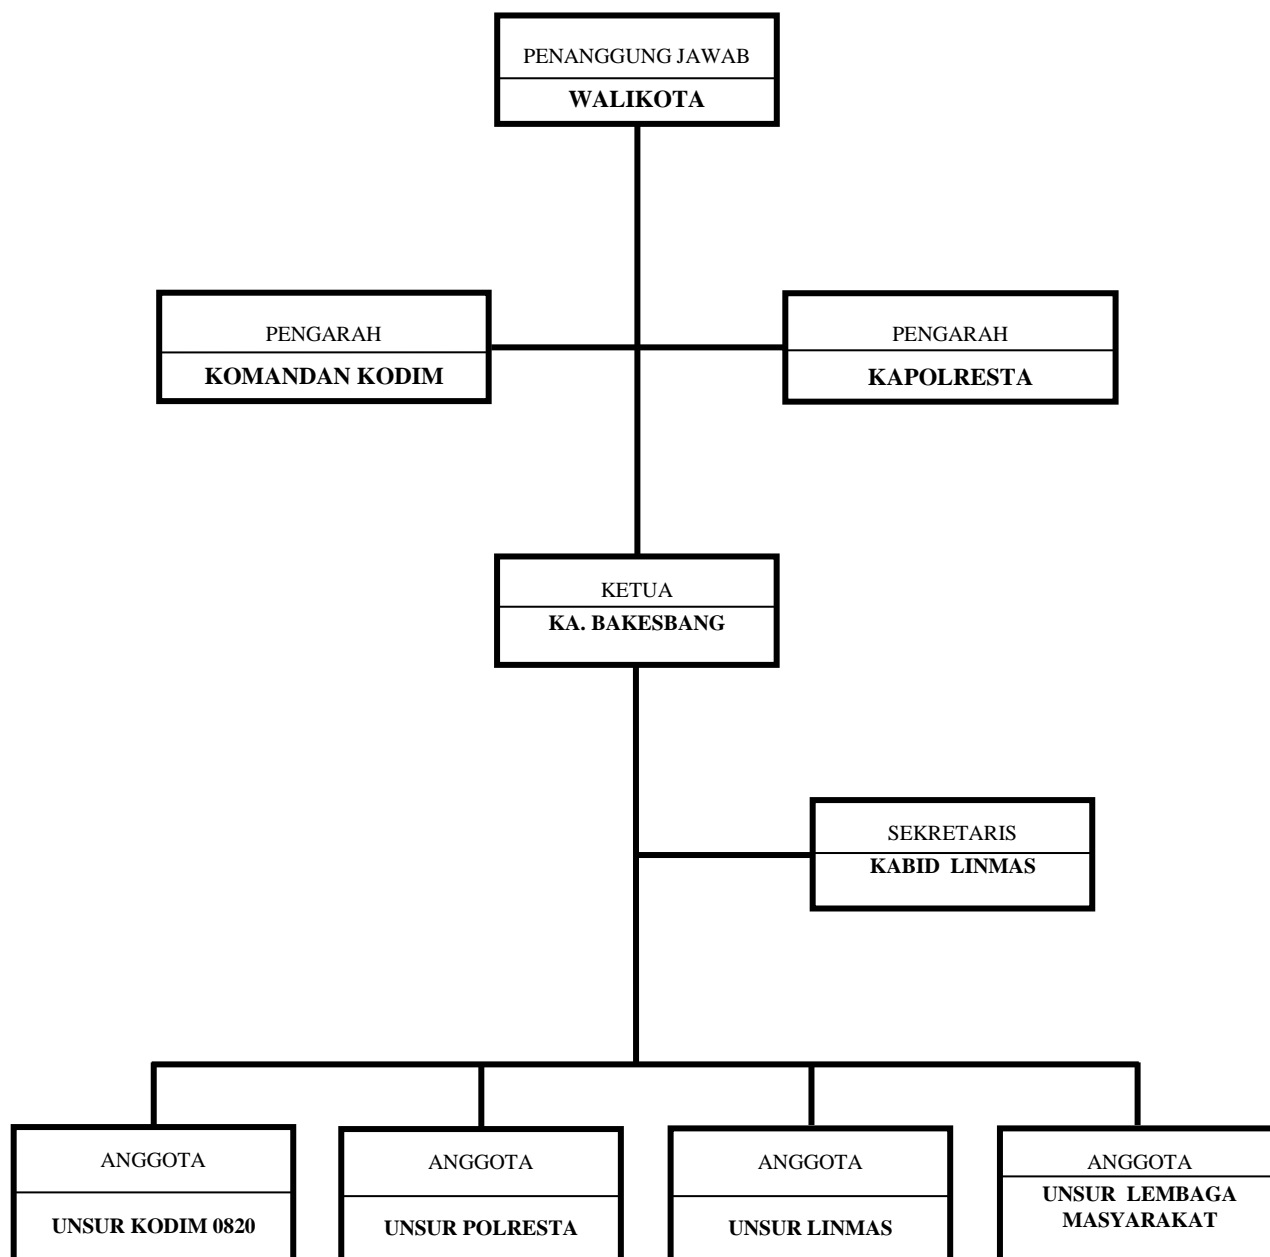 PENANGGUNG JAWAB
WALIKOTA
PENGARAH
KOMANDAN KODIM
PENGARAH
KAPOLRESTA
KETUA
KA. BAKESBANG
SEKRETARIS
KABID LINMAS
ANGGOTA
UNSUR KODIM 0820
ANGGOTA
UNSUR POLRESTA
ANGGOTA
UNSUR LINMAS
ANGGOTA
UNSUR LEMBAGA
MASYARAKAT